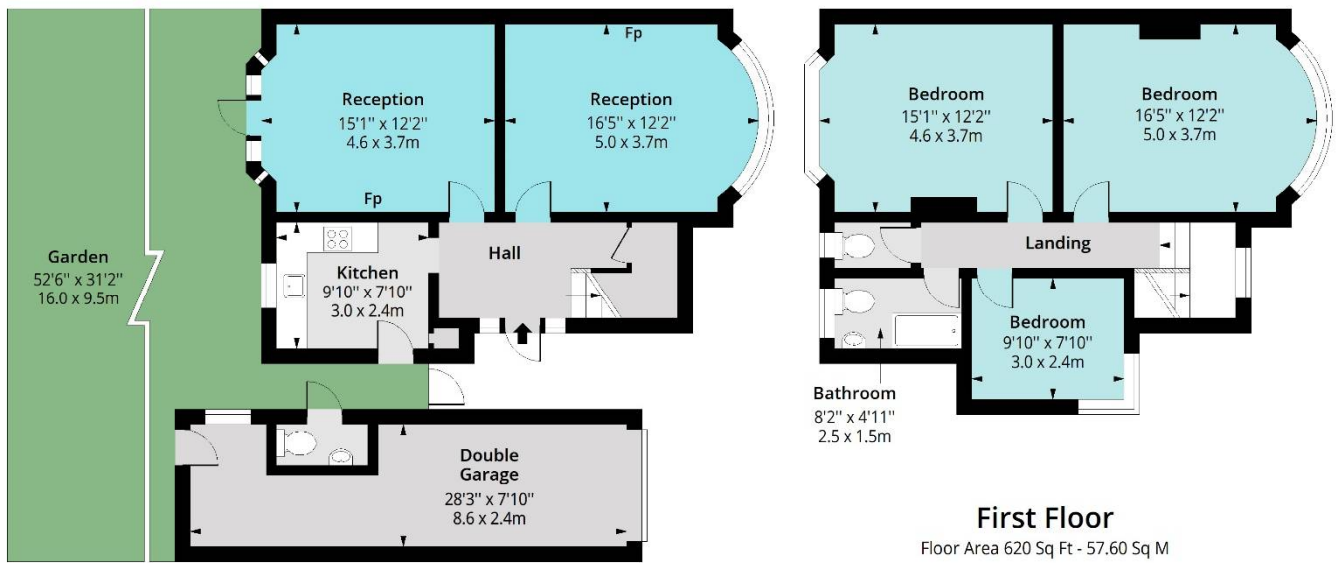 Garden
52'6'' x 31'2''
16.0 x 9.5m
Reception
15'1'' x 12'2''
4.6 x 3.7m
Fp
Fp
Reception
16'5'' x 12'2''
5.0 x 3.7m
Kitchen
9'10'' x 7'10''
3.0 x 2.4m
Hall
Double
Garage
28'3'' x 7'10''
8.6 x 2.4m
Bedroom
15'1'' x 12'2''
4.6 x 3.7m
Bedroom
16'5'' x 12'2''
5.0 x 3.7m
Landing
Bedroom
9'10'' x 7'10''
3.0 x 2.4m
Bathroom
8'2'' x 4'11''
2.5 x 1.5m
First Floor
Floor Area 620 Sq Ft - 57.60 Sq M